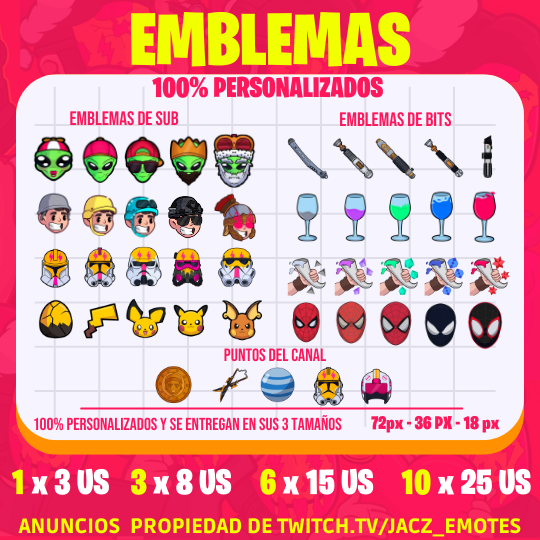 EMBLEMAS
100% PERSONALIZADOS
EMBLEMAS DE SUB
EMBLEMAS DE BITS
PUNTOS DEL CANAL
100% PERSONALIZADOS Y SE ENTREGAN EN SUS 3 TAMAÑOS
72px - 36 PX - 18 px
1 x 3 US 3 x 8 US 6 x 15 US 10 x 25 US
ANUNCIOS PROPIEDAD DE TWITCH.TV/JACZ_EMOTES